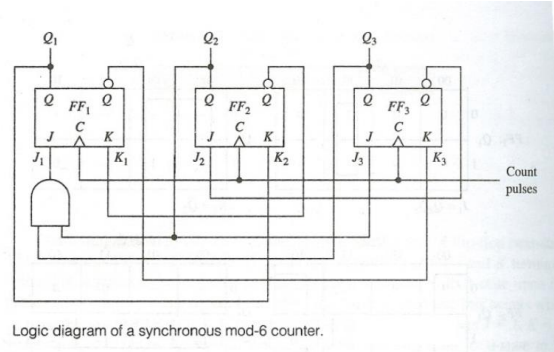 Q1 Q2 Q3
Q Q Q Q Q Q
FF1 FF2 FF3
C C C
J K J K J K
J1 K1 J2 K2 J3 K3
Count
pulses
Logic diagram of a synchronous mod-6 counter.